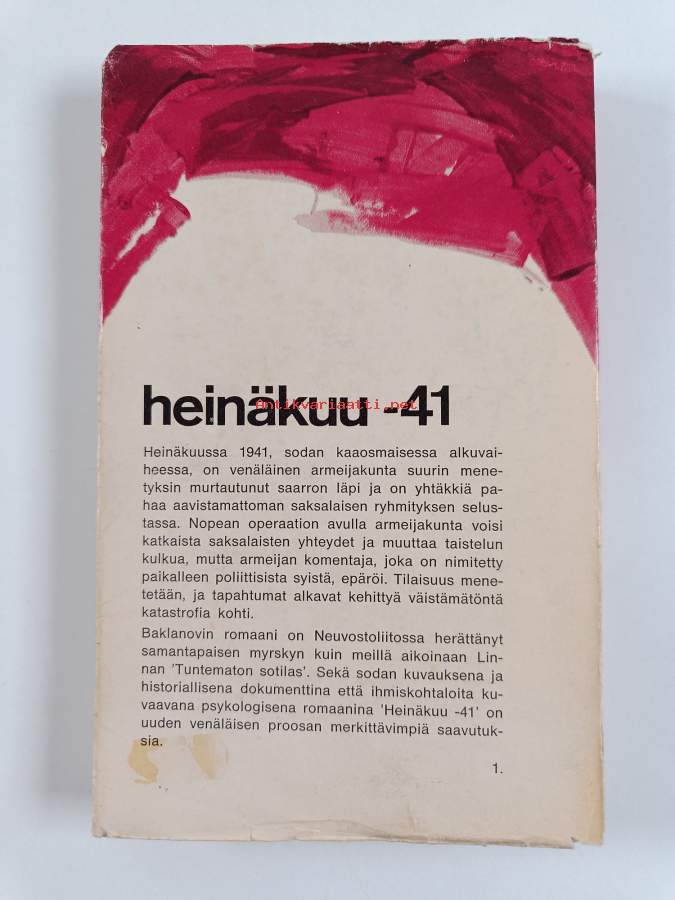 heinäkuu -41
Antikvariaatti.net
Heinäkuussa 1941, sodan kaaosmaisessa alkuvai-
heessa, on venäläinen armeijakunta suurin mene-
tyksin murtautunut saarron läpi ja on yhtäkkiä pa-
haa aavistamattoman saksalaisen ryhmityksen selus-
tassa. Nopean operaation avulla armeijakunta voisi
katkaista saksalaisten yhteydet ja muuttaa taistelun
kulkua, mutta armeijan komentaja, joka on nimitetty
paikalleen poliittisista syistä, epäröi. Tilaisuus mene-
tetään, ja tapahtumat alkavat kehittyä väistämätöntä
katastrofia kohti.
Baklanovin romaani on Neuvostoliitossa herättänyt
samantapaisen myrskyn kuin meillä aikoinaan Lin-
nan 'Tuntematon sotilas'. Sekä sodan kuvauksena ja
historiallisena dokumenttina että ihmiskohtaloita ku-
vaavana psykologisena romaanina 'Heinäkuu -41' on
uuden venäläisen proosan merkittävimpiä saavutuk-
sia.
1.